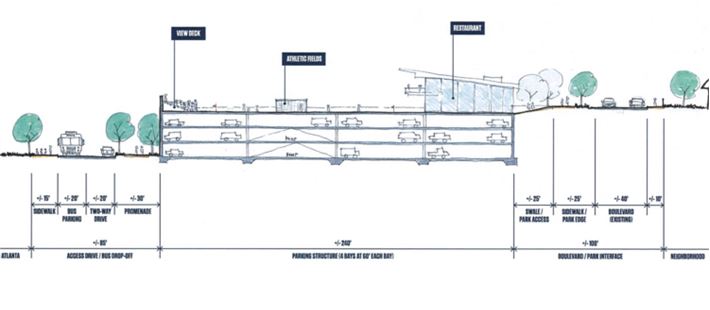 RESTAURANT
VIEW DECK
ATHLETIC FIELDS
+/- 15'
+/- 20'
+/- 20'
+/- 30'
+/- 25'
+/- 25'
+/- 40'
+/- 10'
SIDEWALK
BUS
PARKING
TWO-WAY
DRIVE
PROMENADE
SWALE /
PARK ACCESS
SIDEWALK /
PARK EDGE
BOULEVARD
(EXISTING)
+/- 85'
+/- 240'
+/- 100'
ATLANTA
ACCESS DRIVE / BUS DROP-OFF
PARKING STRUCTURE (4 BAYS AT 60' EACH BAY)
BOULEVARD / PARK INTERFACE
NEIGHBORHOOD